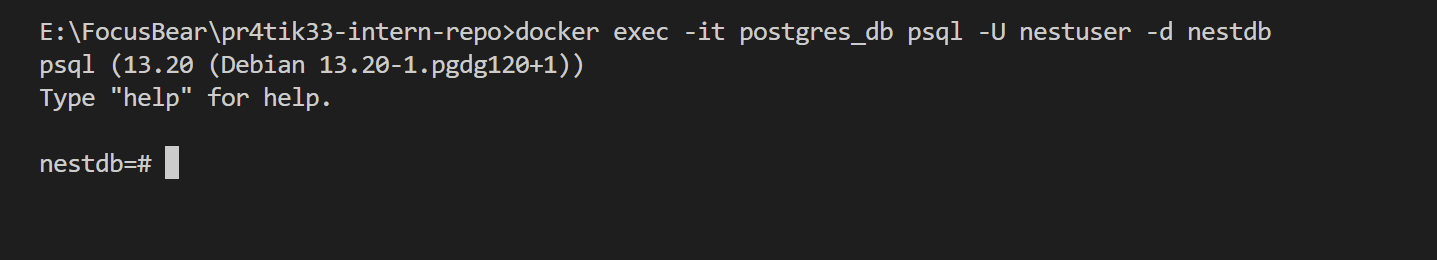 E:\FocusBear\pr4tik33-intern-repo>docker exec -it postgres_db psql -U nestuser -d nestdb
psql (13.20 (Debian 13.20-1.pgdg120+1))
Type "help" for help.
nestdb=#